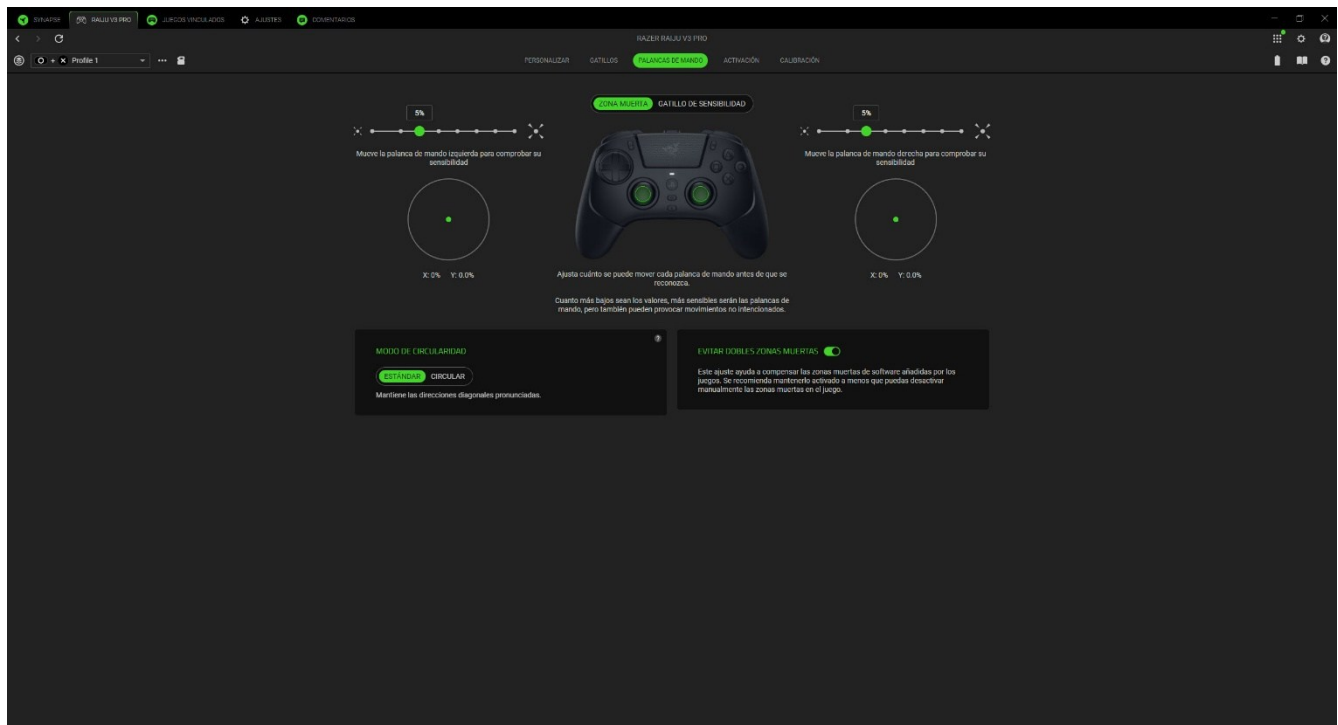 SYNAPSE RAIJU V3 PRO JUEGOS VINCULADOS AJUSTES COMENTARIOS
RAZER RAIJU V3 PRO
Profile 1
PERSONALIZAR GATILLOS PALANCAS DE MANDO ACTIVACIÓN CALIBRACIÓN
ZONA MUERTA GATILLO DE SENSIBILIDAD
5%
Mueve la palanca de mando izquierda para comprobar su
sensibilidad
X: 0% Y: 0.0%
5%
Mueve la palanca de mando derecha para comprobar su
sensibilidad
X: 0% Y: 0.0%
Ajusta cuánto se puede mover cada palanca de mando antes de que se
reconozca.
Cuanto más bajos sean los valores, más sensibles serán las palancas de
mando, pero también pueden provocar movimientos no intencionados.
MODO DE CIRCULARIDAD
ESTÁNDAR CIRCULAR
Mantiene las direcciones diagonales pronunciadas.
EVITAR DOBLES ZONAS MUERTAS
Este ajuste ayuda a compensar las zonas muertas de software añadidas por los
juegos. Se recomienda mantenerlo activado a menos que puedas desactivar
manualmente las zonas muertas en el juego.